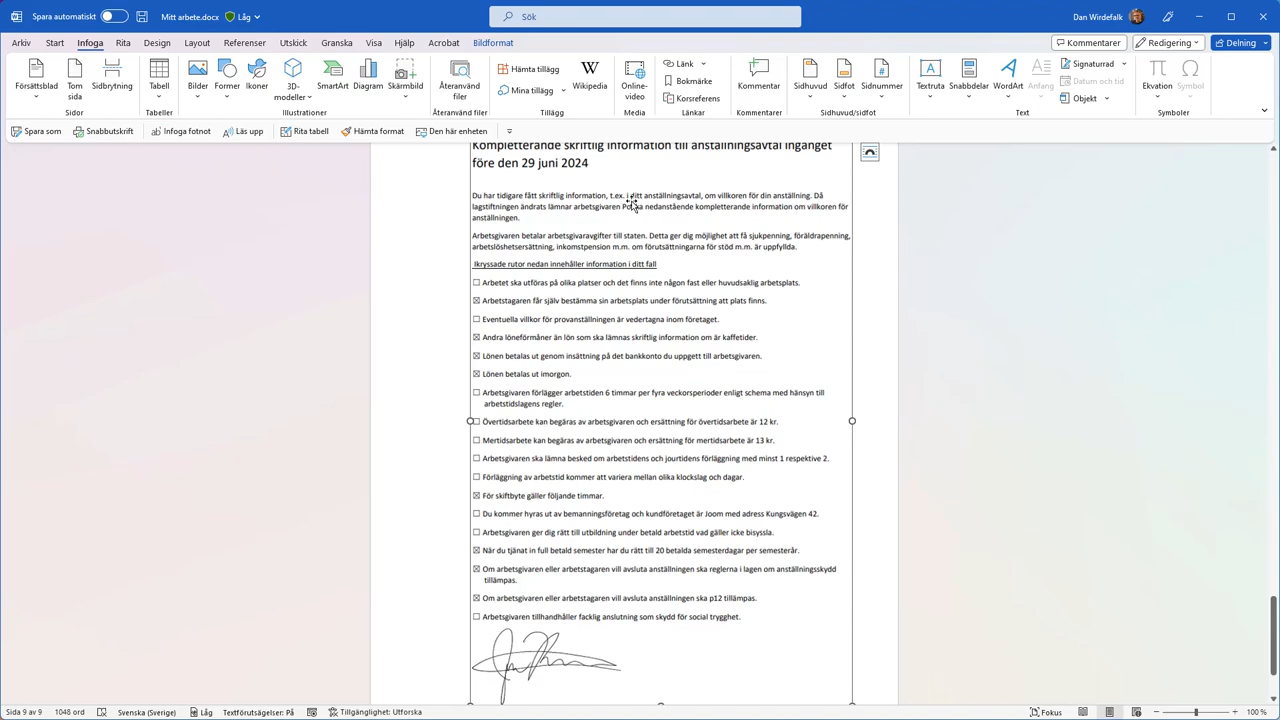 Spara automatisk
Mitt arbete.docx
Låg
Sök
Dan Wirdefalk
Arkiv Start Infoga Rita Design Layout Referenser Utskick Granska Visa Hjälp Acrobat Bildformat
Kommentarer Redigering Delning
Försättsblad
Tom sida
Sidbrytning
Sidor
Tabell
Tabeller
Bilder
Former
Ikoner
3D-modeller
SmartArt
Diagram
Skärmbild
Illustrationer
Återanvänd filer
Återanvänd filer
Hämta tillägg
Mina tillägg
Wikipedia
Tillägg
Online-video
Media
Länk
Bokmärke
Korsreferens
Länkar
Kommentar
Kommentarer
Sidhuvud
Sidfot
Sidnummer
Sidhuvud/sidfot
Textruta
Snabbdelar
WordArt
Anfang
Signaturrad
Datum och tid
Objekt
Text
Ekvation
Symbol
Symboler
Spara som Snabbutskrift Infoga fotnot Läs upp Rita tabell Hämta format Den här enheten
Kompletterande skriftlig information till anställningsavtal ingånget
före den 29 juni 2024
Du har tidigare fått skriftlig information, t.ex. i ditt anställningsavtal, om villkoren för din anställning. Då
lagstiftningen ändrats lämnar arbetsgivaren nedanstående kompletterande information om villkoren för
anställningen.
Arbetsgivaren betalar arbetsgivaravgifter till staten. Detta ger dig möjlighet att få sjukpenning, föräldrapenning,
arbetslöshetsersättning, inkomstpension m.m. om förutsättningarna för stöd m.m. är uppfyllda.
Ikryssade rutor nedan innehåller information i ditt fall
☐ Arbetet ska utföras på olika platser och det finns inte någon fast eller huvudsaklig arbetsplats.
☒ Arbetstagaren får själv bestämma sin arbetsplats under förutsättning att plats finns.
☐ Eventuella villkor för provanställningen är vedertagna inom företaget.
☒ Andra löneförmåner än lön som ska lämnas skriftlig information om är kaffetider.
☒ Lönen betalas ut genom insättning på det bankkonto du uppgett till arbetsgivaren.
☒ Lönen betalas ut imorgon.
☐ Arbetsgivaren förlägger arbetstiden 6 timmar per fyra veckorsperioder enligt schema med hänsyn till
arbetstidslagens regler.
☐ Övertidsarbete kan begäras av arbetsgivaren och ersättning för övertidsarbete är 12 kr.
☐ Mertidsarbete kan begäras av arbetsgivaren och ersättning för mertidsarbete är 13 kr.
☐ Arbetsgivaren ska lämna besked om arbetstidens och jourtidens förläggning med minst 1 respektive 2.
☐ Förläggning av arbetstid kommer att variera mellan olika klockslag och dagar.
☒ För skiftbyte gäller följande timmar.
☐ Du kommer hyras ut av bemanningsföretag och kundföretaget är Joom med adress Kungsvägen 42.
☐ Arbetsgivaren ger dig rätt till utbildning under betald arbetstid vad gäller icke bisyssla.
☒ När du tjänat in full betald semester har du rätt till 20 betalda semesterdagar per semesterår.
☒ Om arbetsgivaren eller arbetstagaren vill avsluta anställningen ska reglerna i lagen om anställningsskydd
tillämpas.
☒ Om arbetsgivaren eller arbetstagaren vill avsluta anställningen ska p12 tillämpas.
☐ Arbetsgivaren tillhandhåller facklig anslutning som skydd för social trygghet.
Sida 9 av 9 1048 ord Svenska (Sverige) Låg Textförutsägelser: På Tillgänglighet: Utforska Fokus 100 %